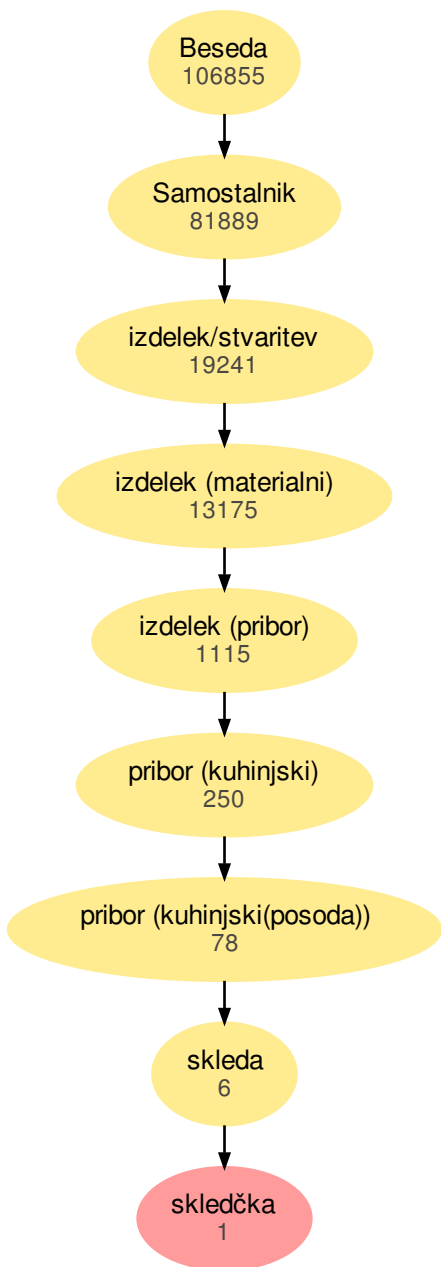 Beseda
106855
Samostalnik
81889
izdelek/stvaritev
19241
izdelek (materialni)
13175
izdelek (pribor)
1115
pribor (kuhinjski)
250
pribor (kuhinjski(posoda))
78
skleda
6
skledčka
1